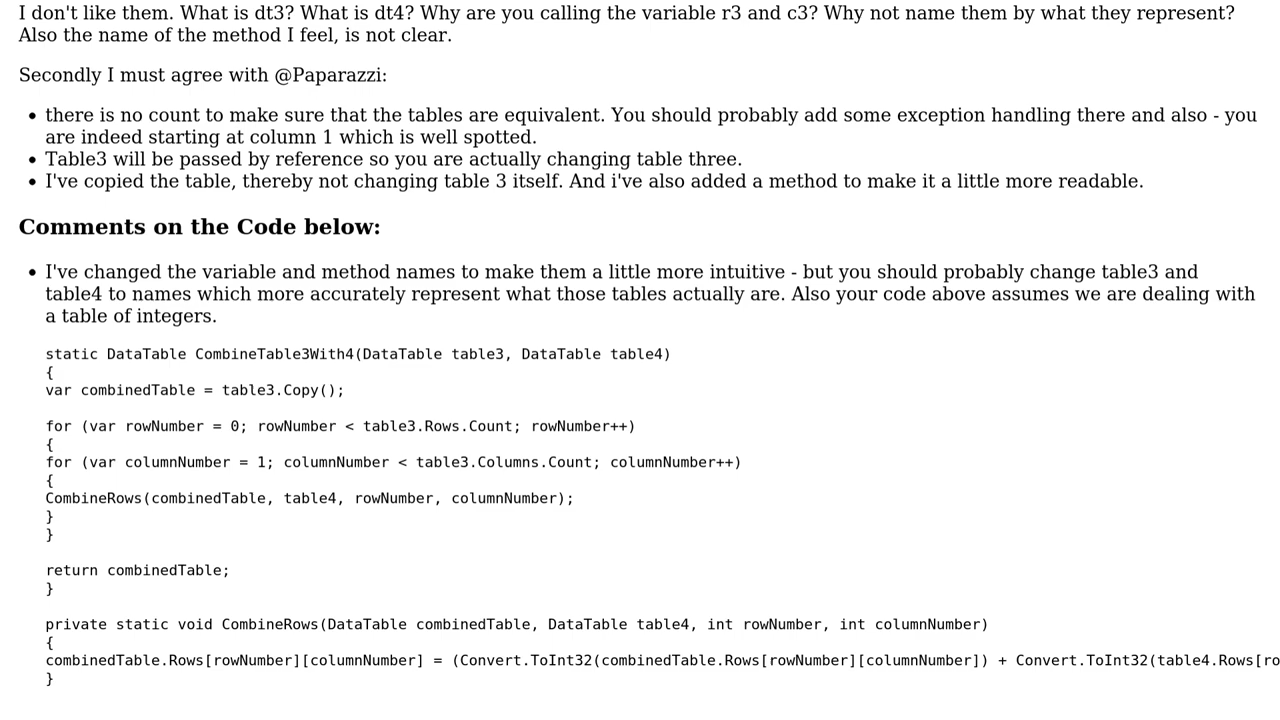 I don't like them. What is dt3? What is dt4? Why are you calling the variable r3 and c3? Why not name them by what they represent?
Also the name of the method I feel, is not clear.
Secondly I must agree with @Paparazzi:
• there is no count to make sure that the tables are equivalent. You should probably add some exception handling there and also - you
are indeed starting at column 1 which is well spotted.
• Table3 will be passed by reference so you are actually changing table three.
• I've copied the table, thereby not changing table 3 itself. And i've also added a method to make it a little more readable.
Comments on the Code below:
• I've changed the variable and method names to make them a little more intuitive - but you should probably change table3 and
table4 to names which more accurately represent what those tables actually are. Also your code above assumes we are dealing with
a table of integers.
static DataTable CombineTable3With4(DataTable table3, DataTable table4)
{
var combinedTable = table3.Copy();
for (var rowNumber = 0; rowNumber < table3.Rows.Count; rowNumber++)
{
for (var columnNumber = 1; columnNumber < table3.Columns.Count; columnNumber++)
{
CombineRows(combinedTable, table4, rowNumber, columnNumber);
}
}
return combinedTable;
}
private static void CombineRows(DataTable combinedTable, DataTable table4, int rowNumber, int columnNumber)
{
combinedTable.Rows[rowNumber][columnNumber] = (Convert.ToInt32(combinedTable.Rows[rowNumber][columnNumber]) + Convert.ToInt32(table4.Rows[ro
}